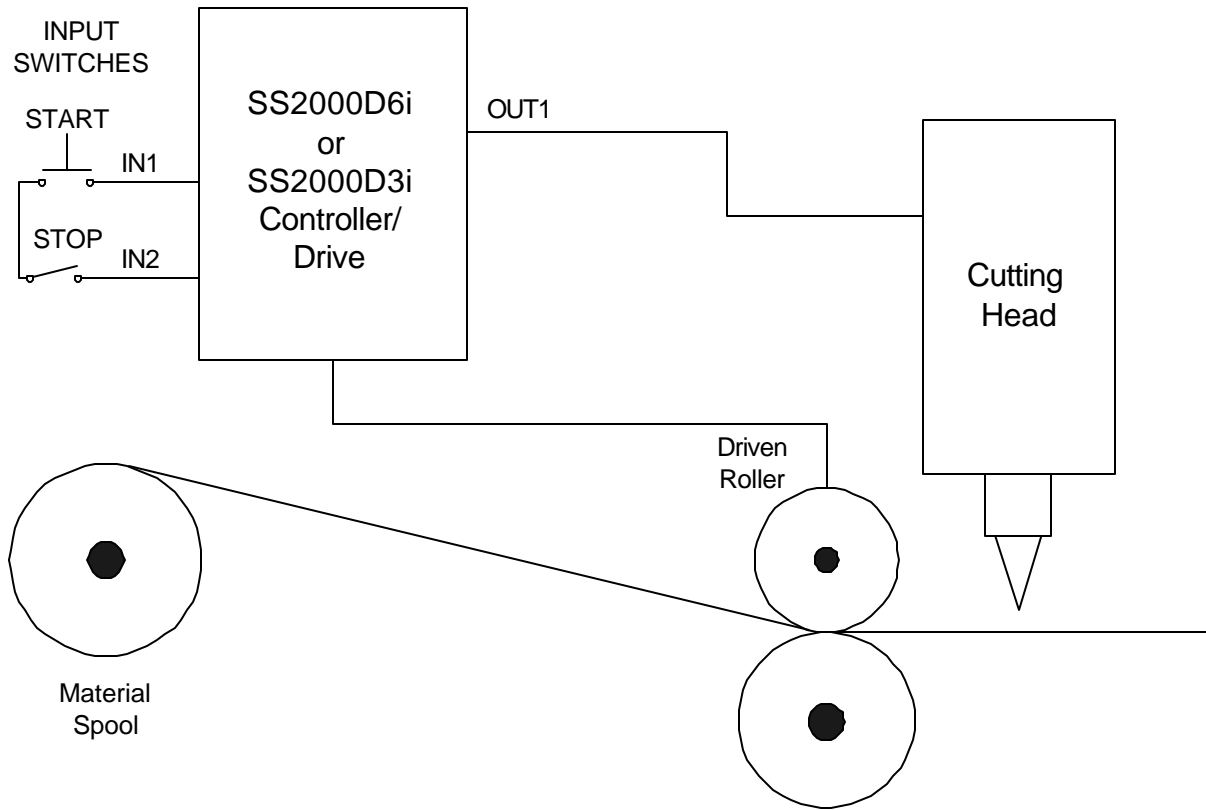 INPUT
SWITCHES
START
IN1
STOP
IN2
SS2000D6i
or
SS2000D3i
Controller/
Drive
OUT1
Cutting
Head
Driven
Roller
Material
Spool